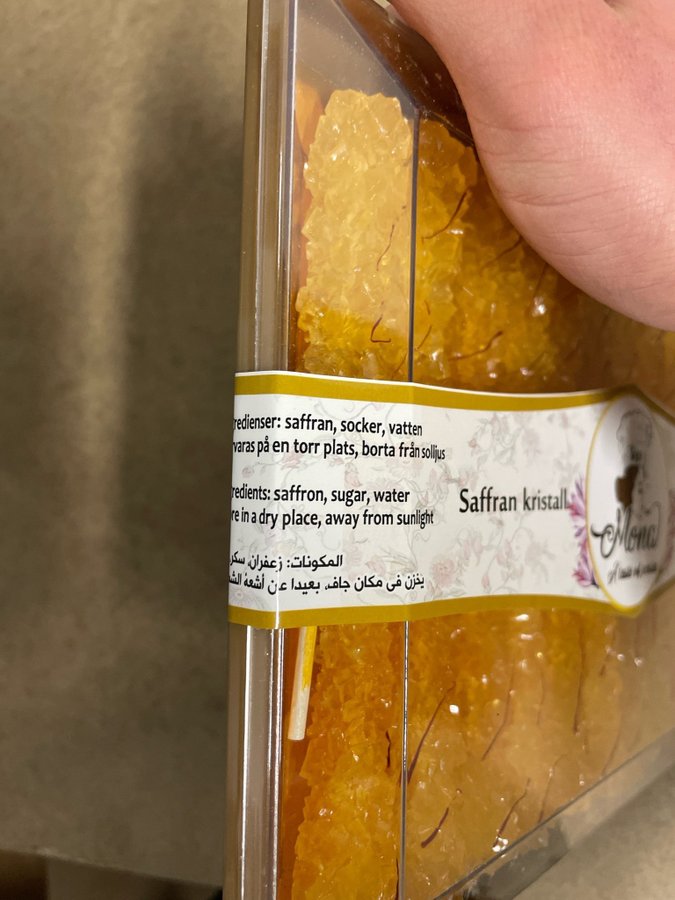 redienser: saffran, socker, vatten
rvaras på en torr plats, borta från solljus
redients: saffron, sugar, water
re in a dry place, away from sunlight
المكونات: زعفران, سكر
يخزن في مكان جاف, بعيدا عن أشعة الش
Saffran kristall
Mona